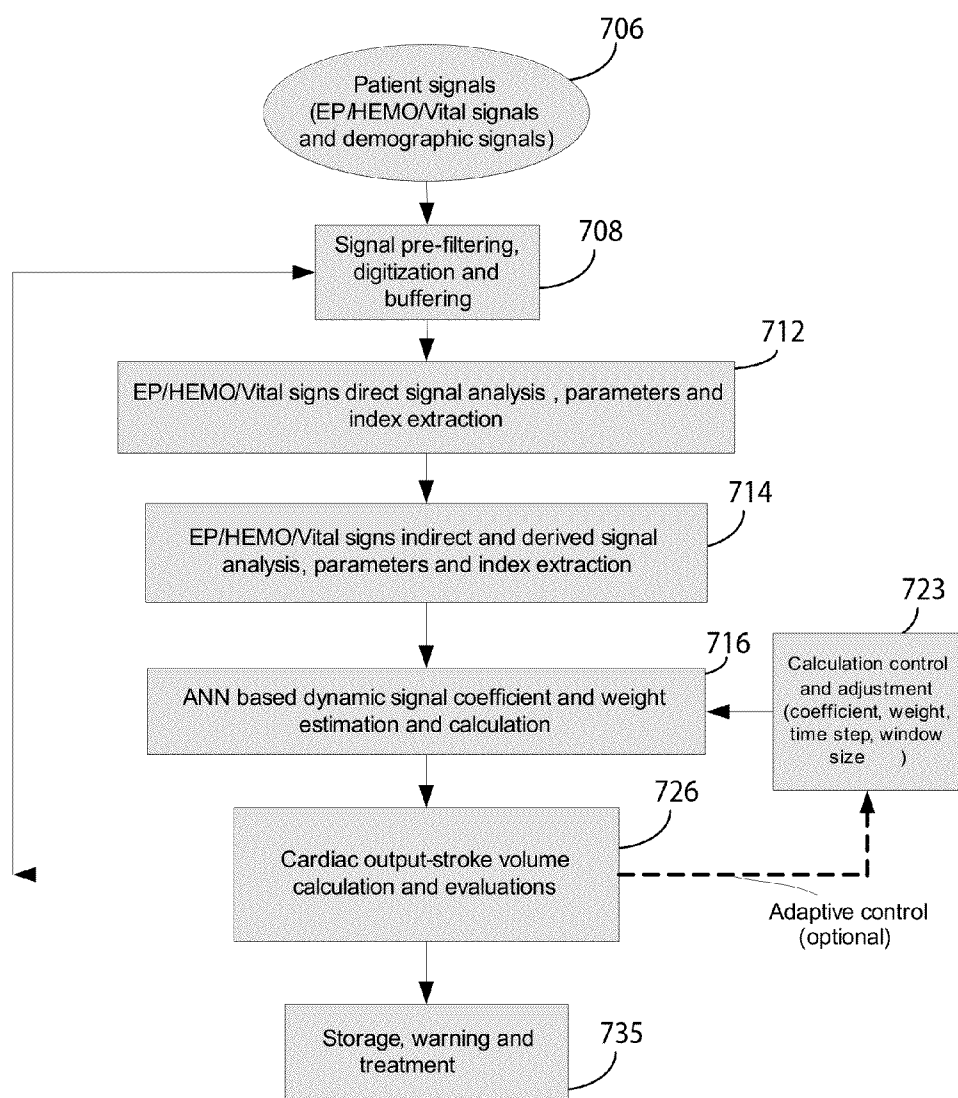 706
Patient signals
(EP/HEMO/Vital signals
and demographic signals)
708
Signal pre-filtering,
digitization and
buffering
712
EP/HEMO/Vital signs direct signal analysis , parameters and
index extraction
714
EP/HEMO/Vital signs indirect and derived signal
analysis, parameters and index extraction
716
ANN based dynamic signal coefficient and weight
estimation and calculation
723
Calculation control
and adjustment
(coefficient, weight,
time step, window
size )
726
Cardiac output-stroke volume
calculation and evaluations
Adaptive control
(optional)
Storage, warning and
treatment
735